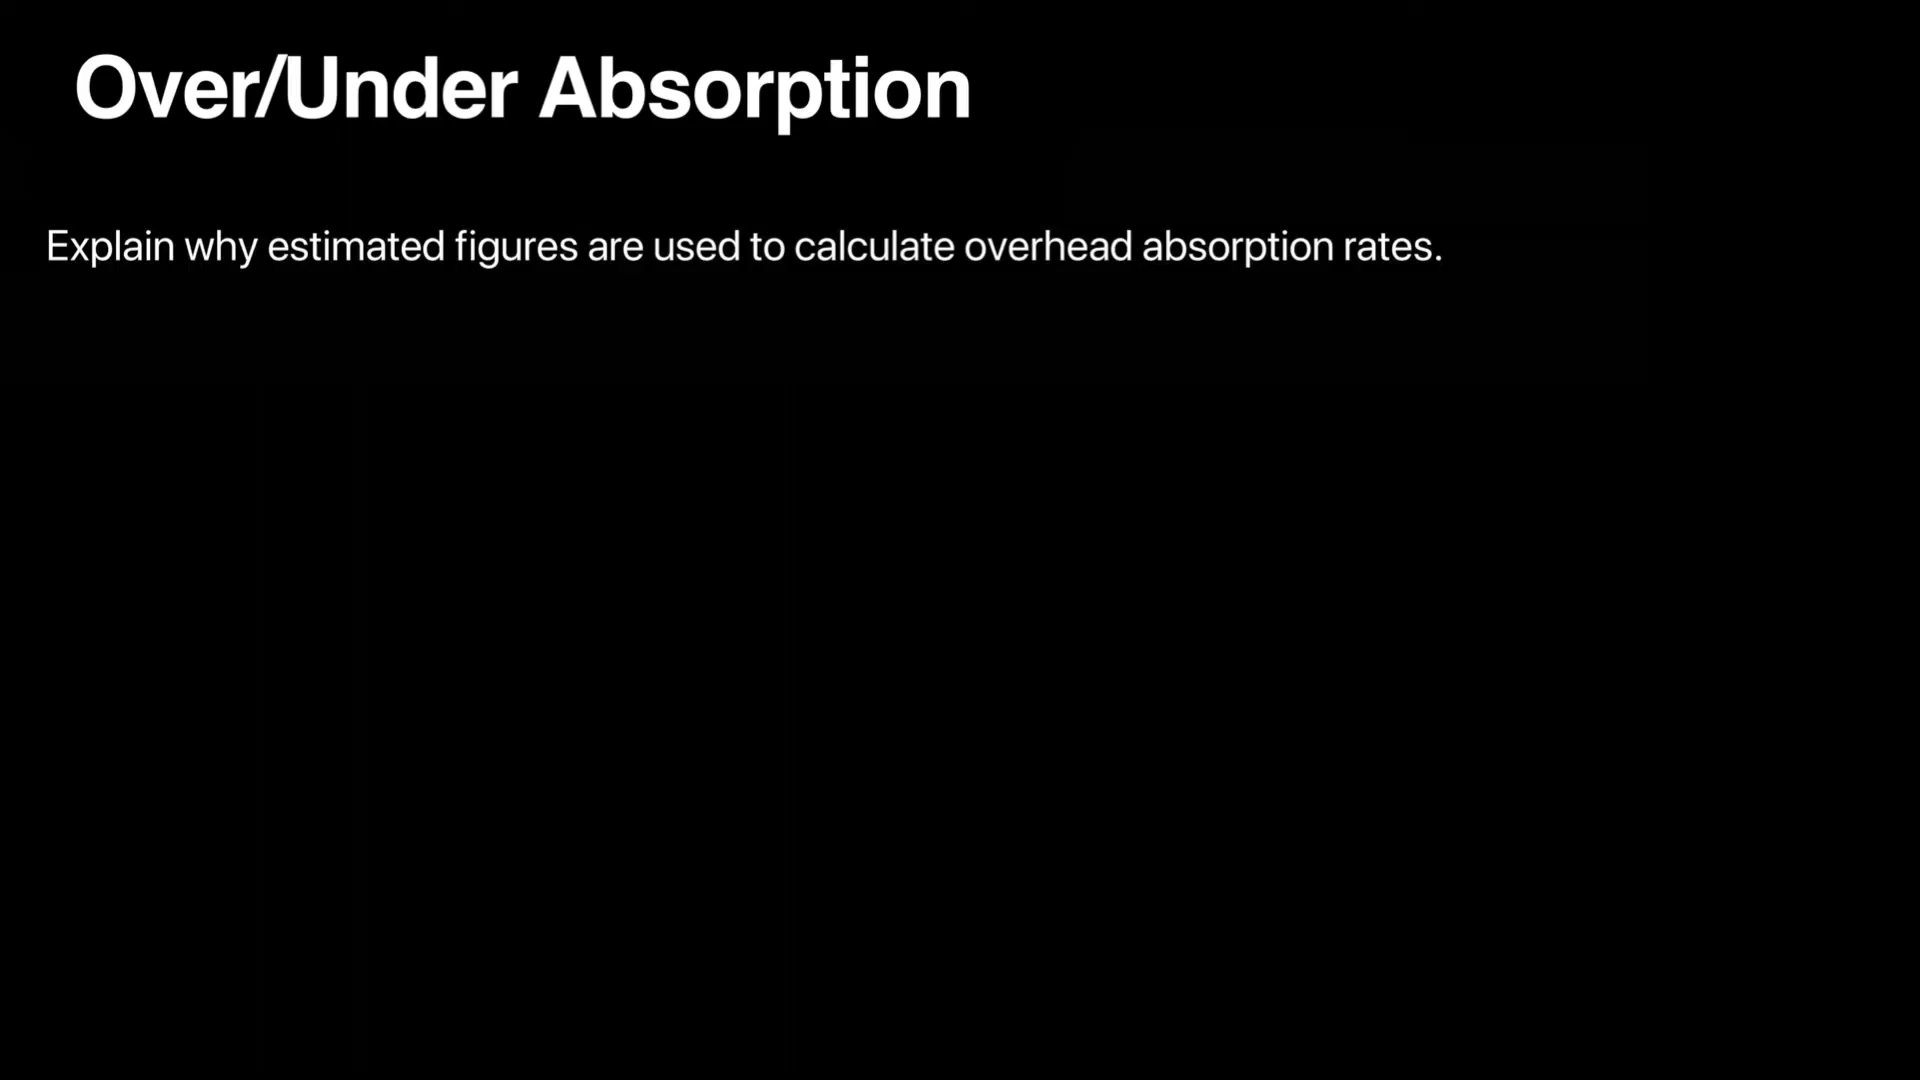 Over/Under Absorption
Explain why estimated figures are used to calculate overhead absorption rates.